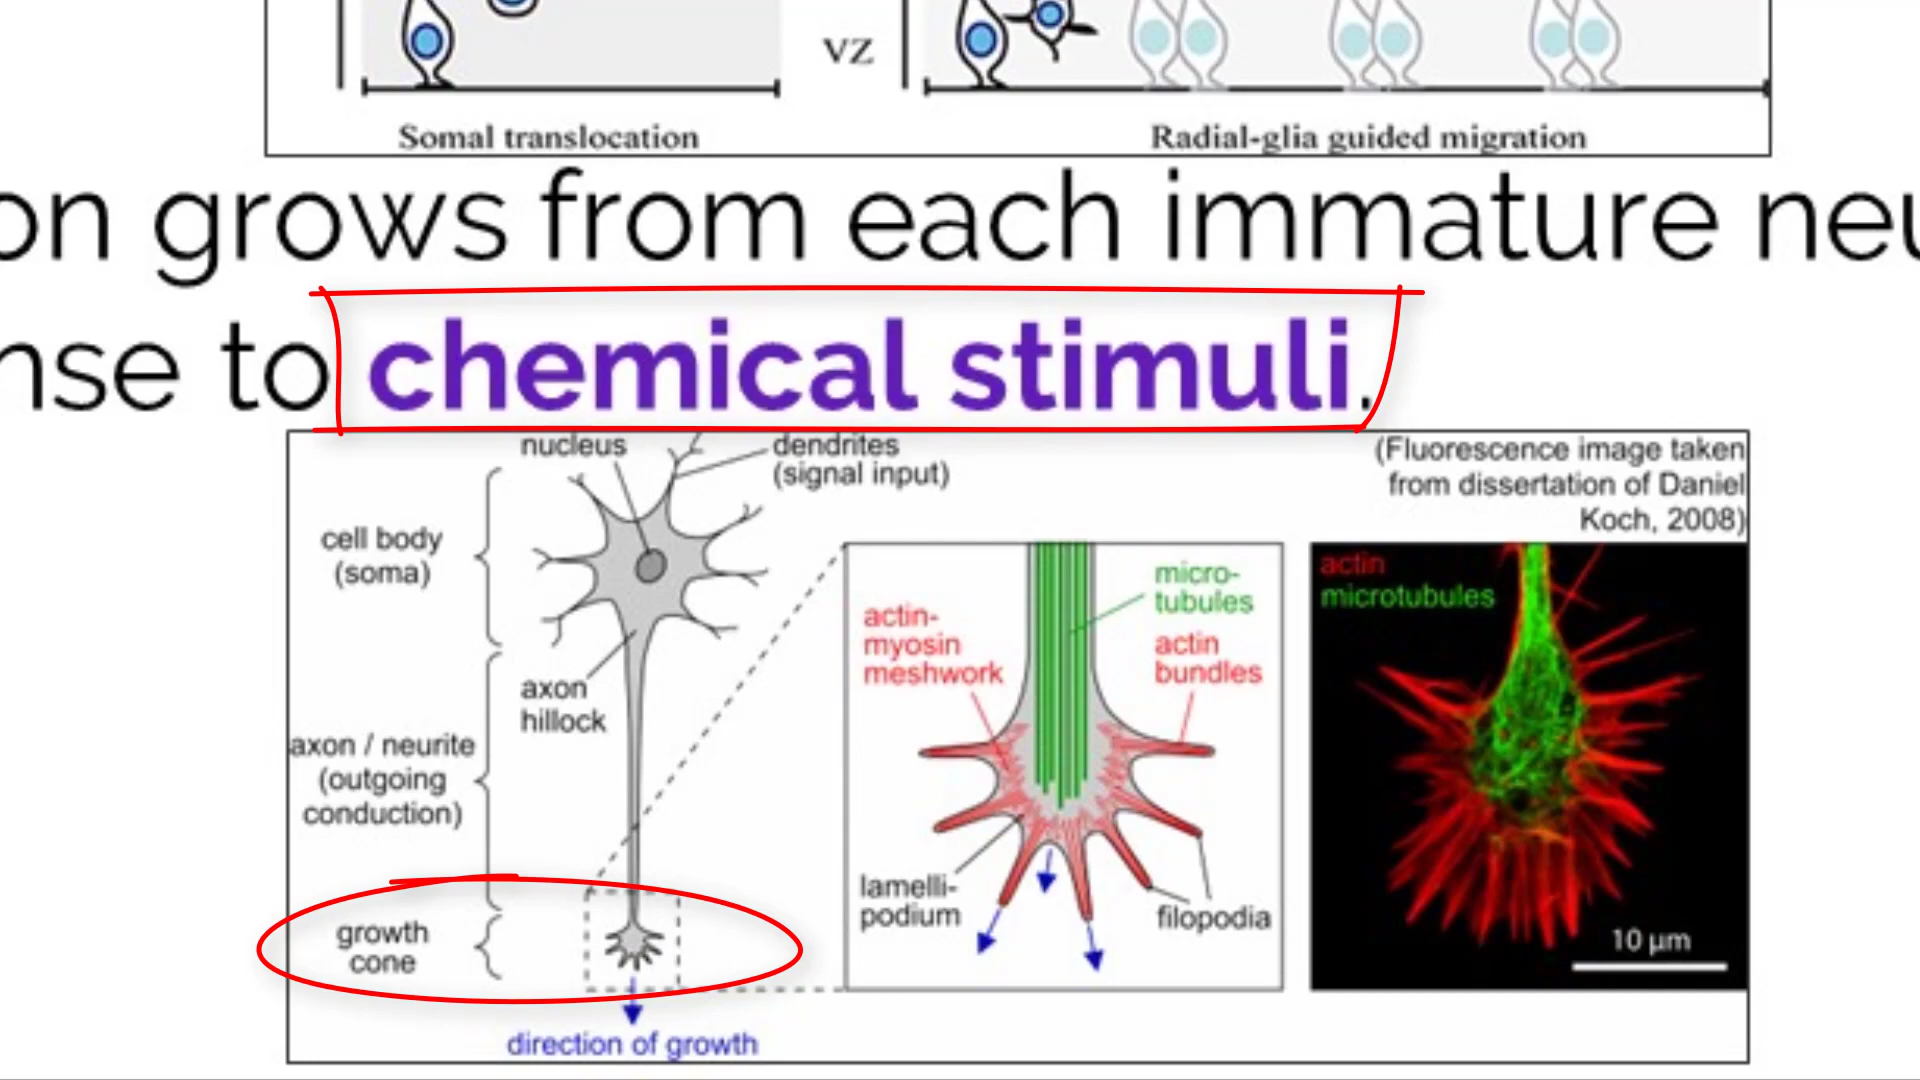 VZ
Somal translocation
Radial-glia guided migration
on grows from each immature neu
nse to chemical stimuli.
nucleus
dendrites
(signal input)
(Fluorescence image taken
from dissertation of Daniel
Koch, 2008)
cell body
(soma)
axon
hillock
axon / neurite
(outgoing
conduction)
growth
cone
direction of growth
micro-
tubules
actin-
myosin
meshwork
actin
bundles
lamelli-
podium
filopodia
actin
microtubules
10 µm